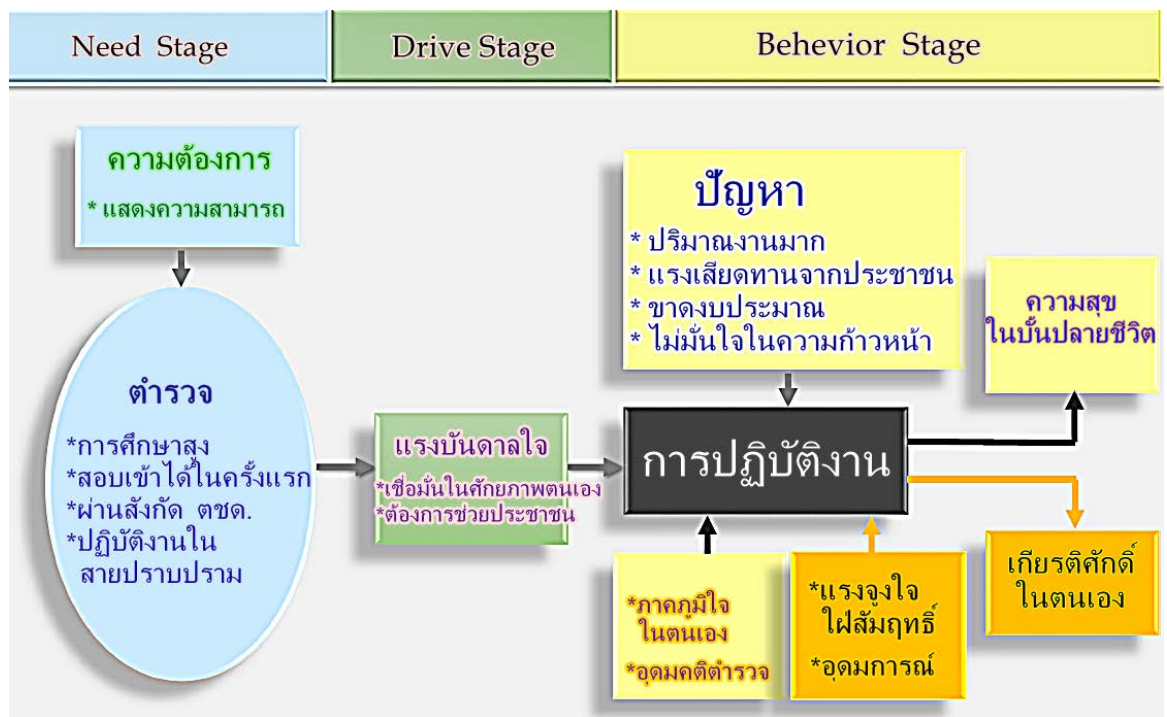 Need Stage
Drive Stage
Behevior Stage
ความต้องการ
* แสดงความสามารถ
ตำรวจ
*การศึกษาสูง
*สอบเข้าได้ในครั้งแรก
*ผ่านสังกัด ตชด.
*ปฏิบัติงานใน
สายปราบปราม
แรงบันดาลใจ
*เชื่อมั่นในศักยภาพตนเอง
*ต้องการช่วยประชาชน
ปัญหา
* ปริมาณงานมาก
* แรงเสียดทานจากประชาชน
* ขาดงบประมาณ
* ไม่มั่นใจในความก้าวหน้า
การปฏิบัติงาน
*ภาคภูมิใจ
ในตนเอง
*อุดมคติตำรวจ
*แรงจูงใจ
ใฝ่สัมฤทธิ์
*อุดมการณ์
ความสุข
ในบั้นปลายชีวิต
เกียรติศักดิ์
ในตนเอง